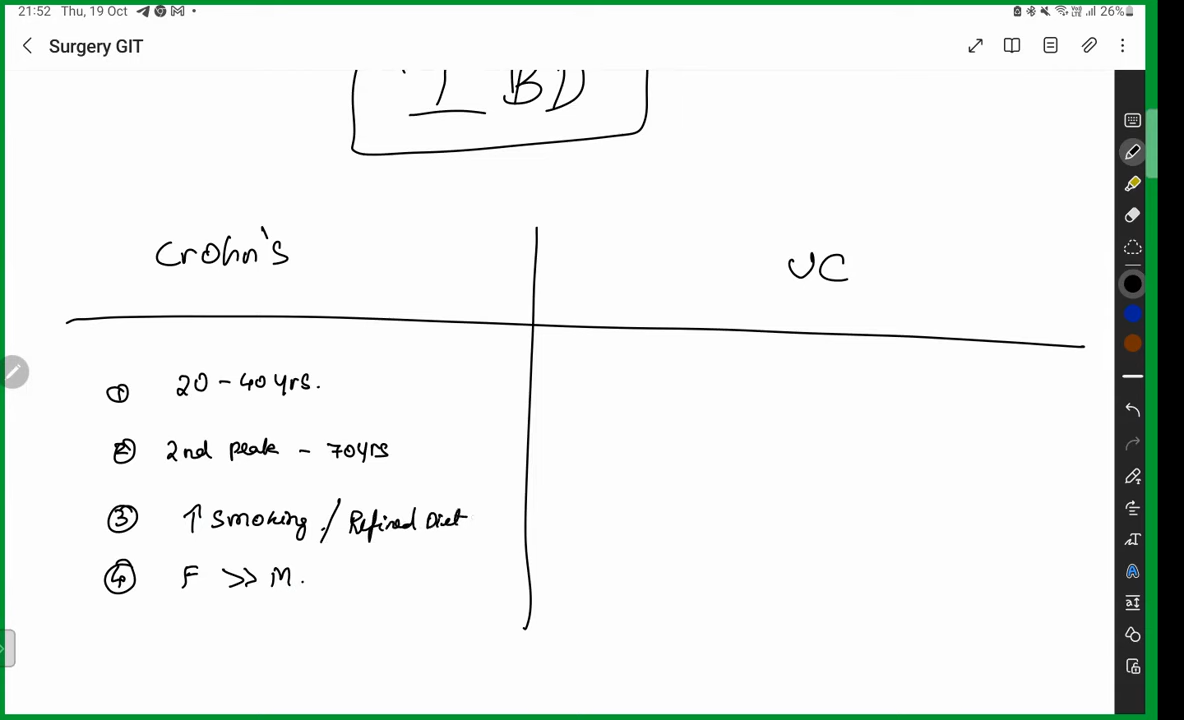 21:52 Thu, 19 Oct
26%
Surgery GIT
IBD
Crohn's
UC
① 20 - 40 yrs.
② 2nd peak - 70yrs
③ ↑ Smoking / Refined Diet
④ F >> M.